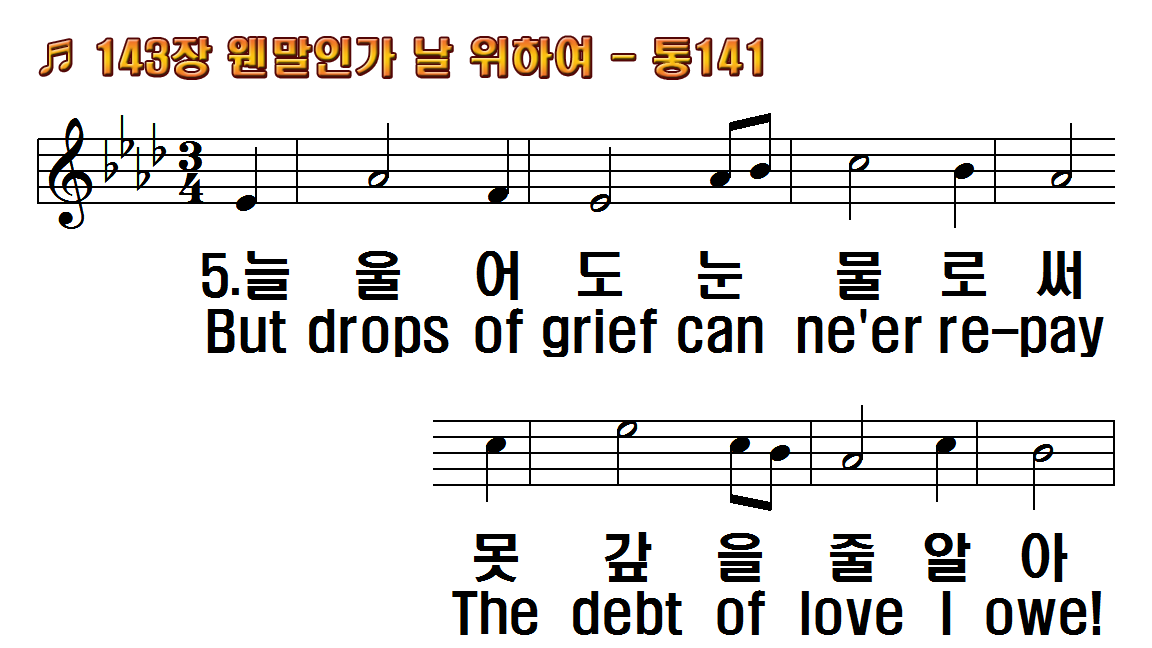 ♬ 143장 웬말인가 날 위하여 - 통141
3
4
5.늘 울 어 도 눈 물 로 써
But drops of grief can ne'er re-pay
못 갚 을 줄 알 아
The debt of love I owe!